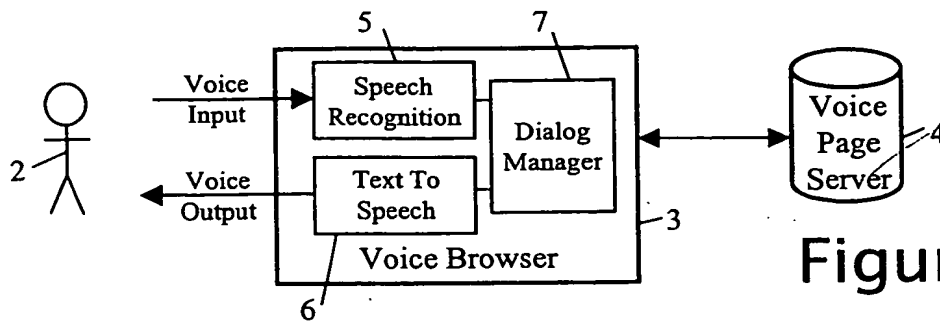 5
7
Voice
Input
Speech
Recognition
Dialog
Manager
Voice
Page
Server
4
2
Voice
Output
Text To
Speech
3
Voice Browser
6
Figur